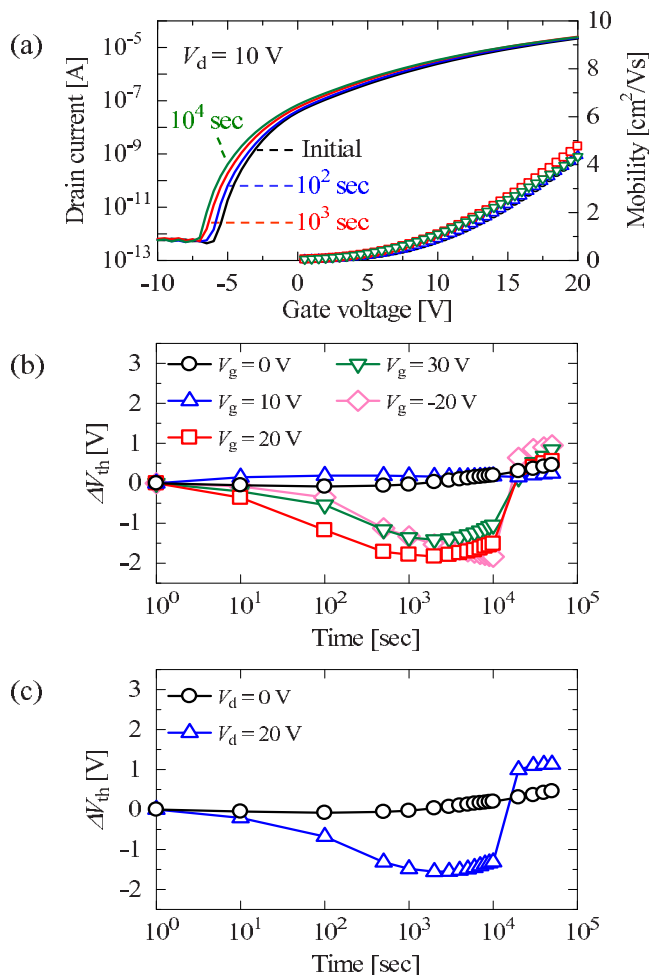 (a)
V_d = 10 V
10^-5
10^-7
10^-9
10^-11
10^-13
Drain current [A]
10^4 sec
Initial
10^2 sec
10^3 sec
10
8
6
4
2
0
Mobility [cm^2/Vs]
-10 -5 0 5 10 15 20
Gate voltage [V]
(b)
V_g = 0 V V_g = 30 V
V_g = 10 V V_g = -20 V
V_g = 20 V
3
2
1
0
-1
-2
ΔV_th [V]
10^0 10^1 10^2 10^3 10^4 10^5
Time [sec]
(c)
V_d = 0 V
V_d = 20 V
3
2
1
0
-1
-2
ΔV_th [V]
10^0 10^1 10^2 10^3 10^4 10^5
Time [sec]